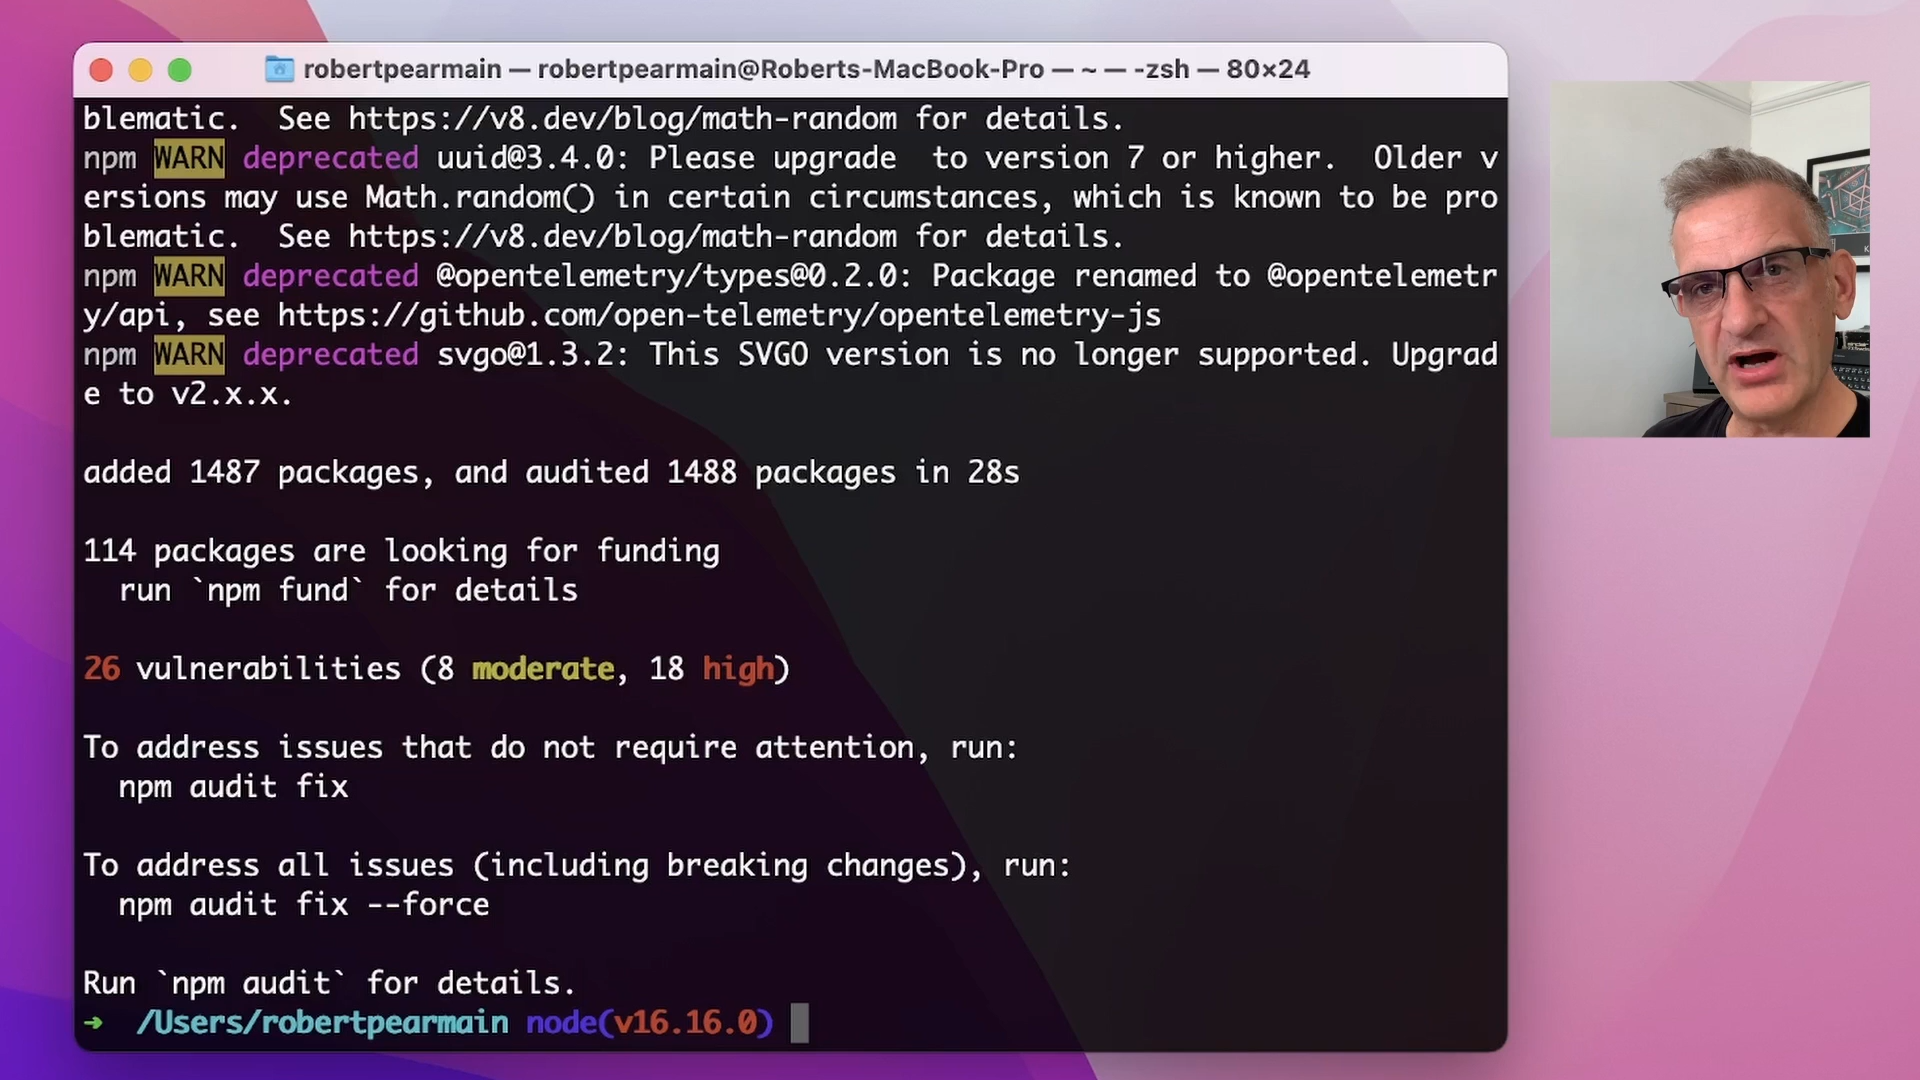 robertpearmain — robertpearmain@Roberts-MacBook-Pro — ~ — -zsh — 80×24
blematic.  See https://v8.dev/blog/math-random for details.
npm WARN deprecated uuid@3.4.0: Please upgrade  to version 7 or higher.  Older v
ersions may use Math.random() in certain circumstances, which is known to be pro
blematic.  See https://v8.dev/blog/math-random for details.
npm WARN deprecated @opentelemetry/types@0.2.0: Package renamed to @opentelemetr
y/api, see https://github.com/open-telemetry/opentelemetry-js
npm WARN deprecated svgo@1.3.2: This SVGO version is no longer supported. Upgrad
e to v2.x.x.
added 1487 packages, and audited 1488 packages in 28s
114 packages are looking for funding
  run `npm fund` for details
26 vulnerabilities (8 moderate, 18 high)
To address issues that do not require attention, run:
  npm audit fix
To address all issues (including breaking changes), run:
  npm audit fix --force
Run `npm audit` for details.
➜  /Users/robertpearmain node(v16.16.0)